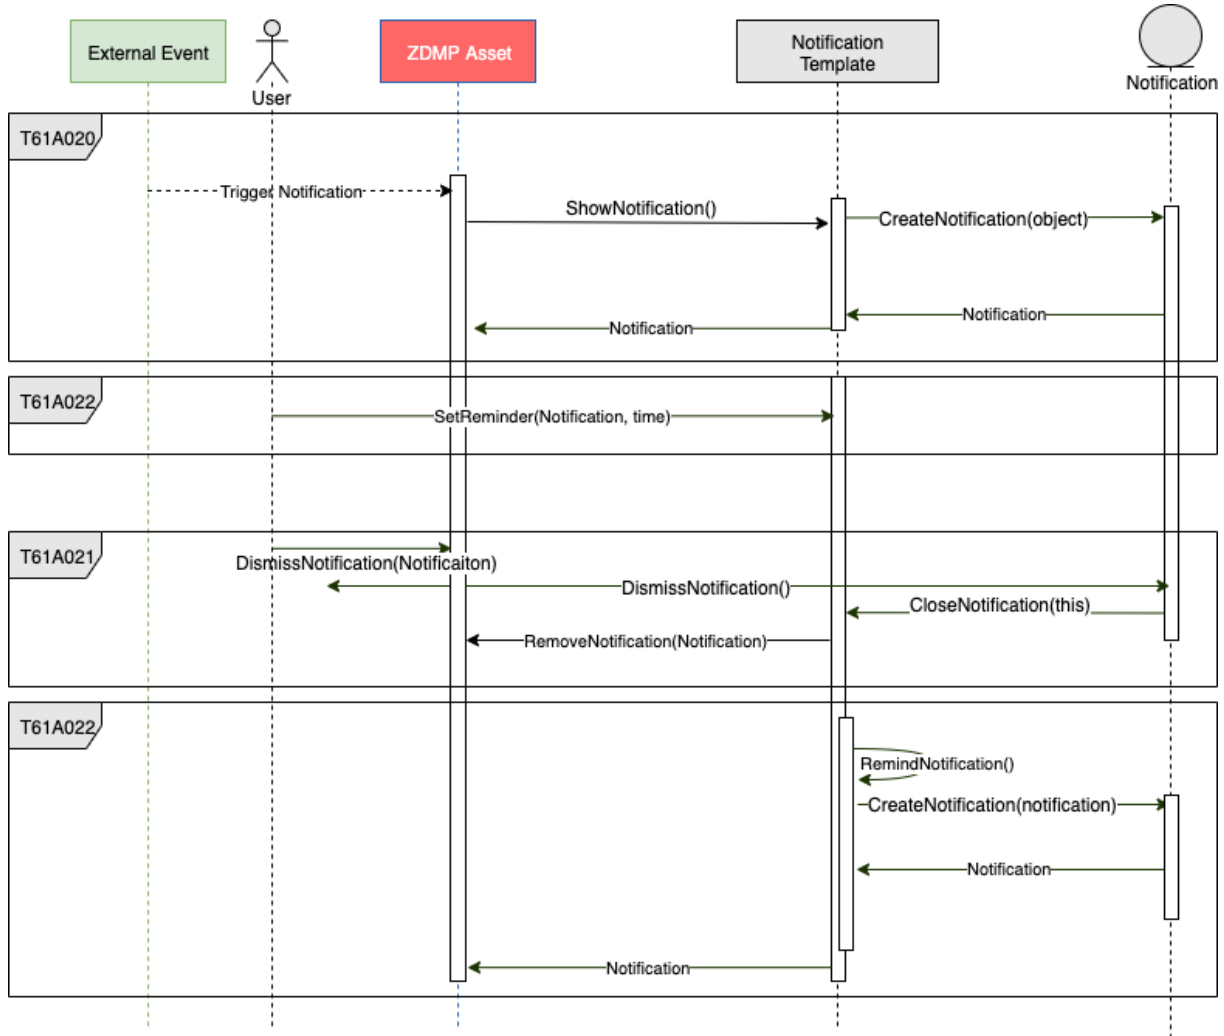 External Event
User
ZDMP Asset
Notification
Template
Notification
T61A020
Trigger Notification
ShowNotification()
CreateNotification(object)
Notification
Notification
T61A022
SetReminder(Notification, time)
T61A021
DismissNotification(Notificaiton)
DismissNotification()
CloseNotification(this)
RemoveNotification(Notification)
T61A022
RemindNotification()
CreateNotification(notification)
Notification
Notification